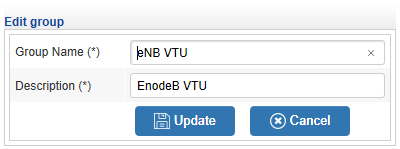 Edit group
Group Name (*) eNB VTU ×
Description (*) EnodeB VTU
Update Cancel